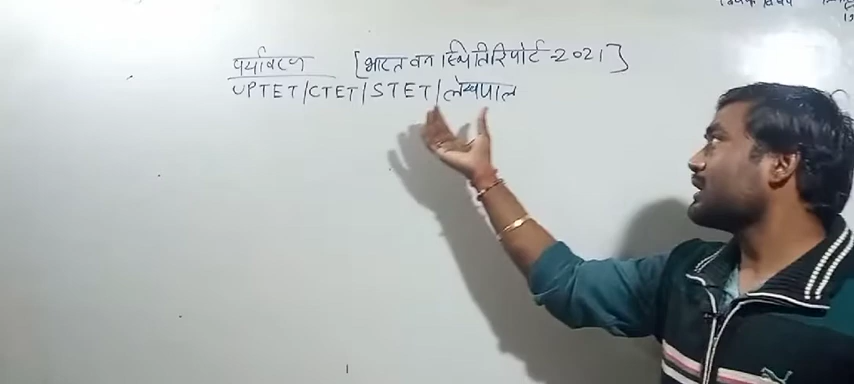 पर्यावरण [भारत वन स्थिति रिपोर्ट-2021]
UPTET/CTET/STET/लेखपाल